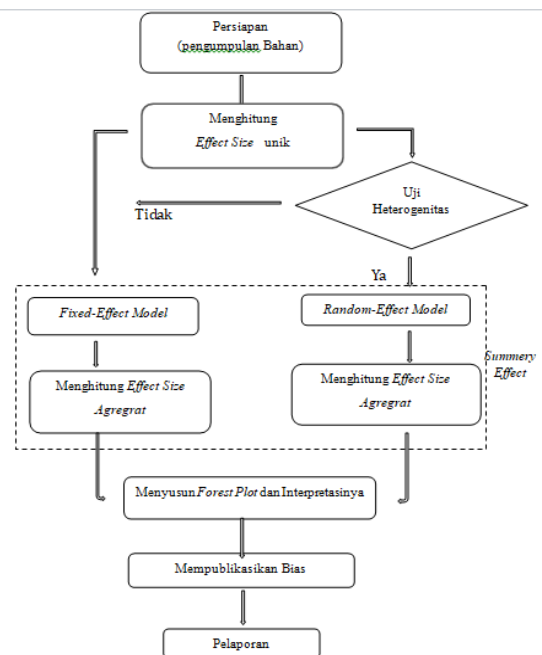 Persiapan
(pengumpulan Bahan)
Menghitung
Effect Size unik
Uji
Heterogenitas
Tidak
Ya
Fixed-Effect Model
Random-Effect Model
Summery
Effect
Menghitung Effect Size
Agregrat
Menghitung Effect Size
Agregrat
Menyusun Forest Plot dan Interpretasinya
Mempublikasikan Bias
Pelaporan